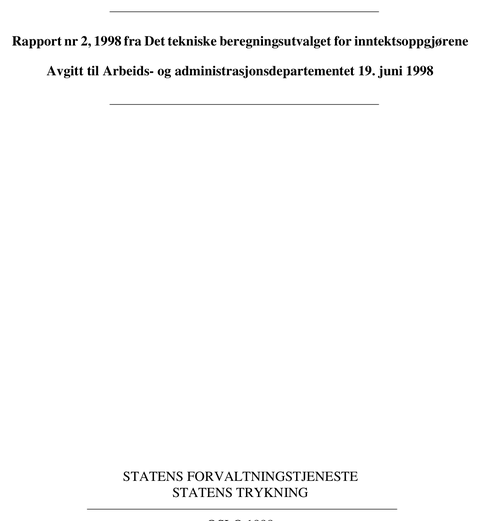 Rapport nr 2, 1998 fra Det tekniske beregningsutvalget for inntektsoppgjørene
Avgitt til Arbeids- og administrasjonsdepartementet 19. juni 1998
STATENS FORVALTNINGSTJENESTE
STATENS TRYKNING